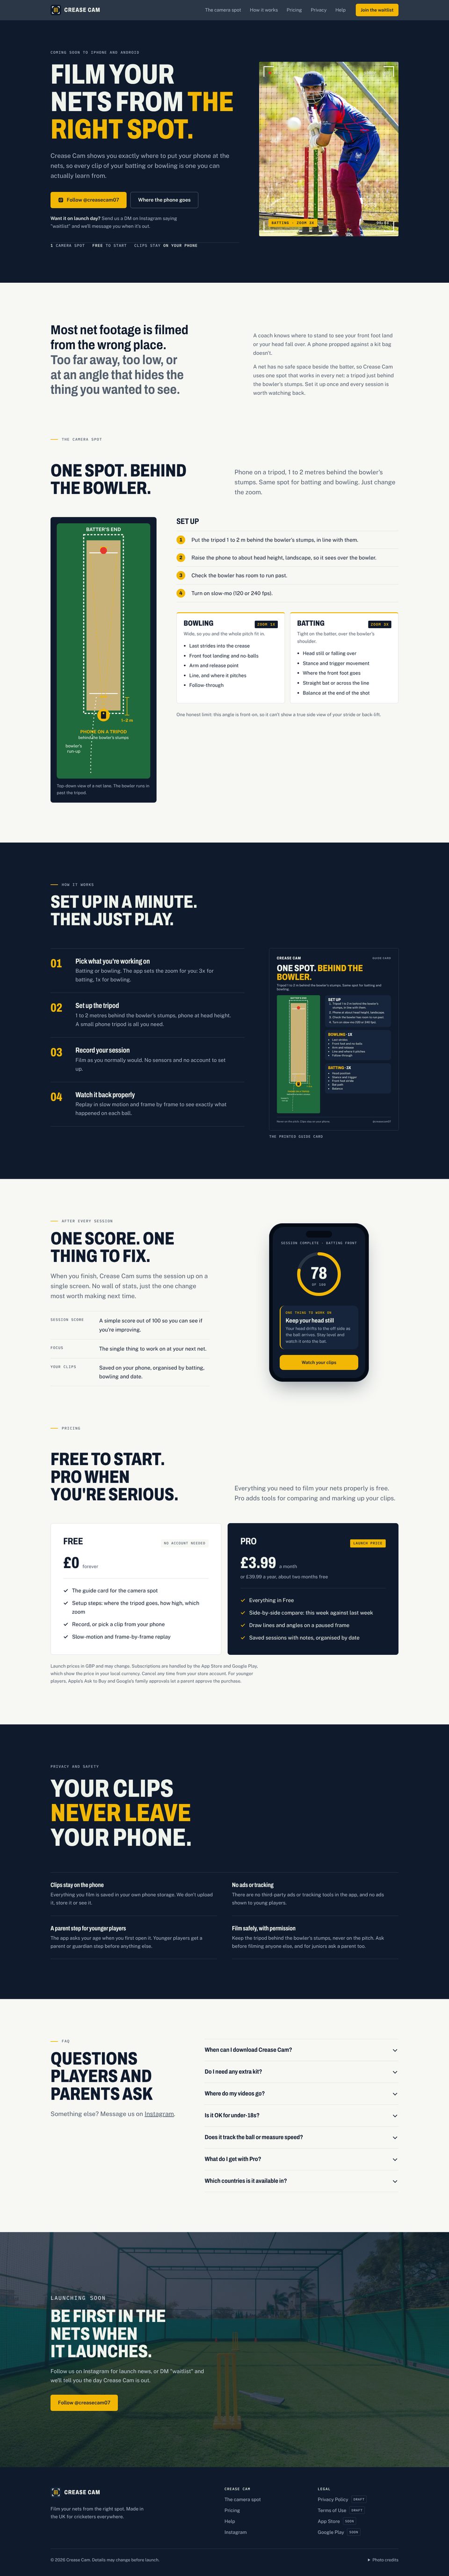 CREASE CAM
The camera spot
How it works
Pricing
Privacy
Help
Join the waitlist
COMING SOON TO IPHONE AND ANDROID
FILM YOUR
NETS FROM THE
RIGHT SPOT.
Crease Cam shows you exactly where to put your phone at the
nets, so every clip of your batting or bowling is one you can
actually learn from.
Follow @creasecam07
Where the phone goes
Want it on launch day? Send us a DM on Instagram saying
"waitlist" and we'll message you when it's out.
1 CAMERA SPOT FREE TO START CLIPS STAY ON YOUR PHONE
BATTING · ZOOM 3X
Most net footage is filmed
from the wrong place.
Too far away, too low, or
at an angle that hides the
thing you wanted to see.
A coach knows where to stand to see your front foot land
or your head fall over. A phone propped against a kit bag
doesn't.
A net has no safe space beside the batter, so Crease Cam
uses one spot that works in every net: a tripod just behind
the bowler's stumps. Set it up once and every session is
worth watching back.
THE CAMERA SPOT
ONE SPOT. BEHIND
THE BOWLER.
Phone on a tripod, 1 to 2 metres behind the bowler's
stumps. Same spot for batting and bowling. Just change
the zoom.
BATTER'S END
1–2 m
PHONE ON A TRIPOD
behind the bowler's stumps
bowler's
run-up
Top-down view of a net lane. The bowler runs in
past the tripod.
SET UP
1 Put the tripod 1 to 2 m behind the bowler's stumps, in line with them.
2 Raise the phone to about head height, landscape, so it sees over the bowler.
3 Check the bowler has room to run past.
4 Turn on slow-mo (120 or 240 fps).
BOWLING
ZOOM 1X
Wide, so you and the whole pitch fit in.
Last strides into the crease
Front foot landing and no-balls
Arm and release point
Line, and where it pitches
Follow-through
BATTING
ZOOM 3X
Tight on the batter, over the bowler's
shoulder.
Head still or falling over
Stance and trigger movement
Where the front foot goes
Straight bat or across the line
Balance at the end of the shot
One honest limit: this angle is front-on, so it can't show a true side view of your stride or back-lift.
HOW IT WORKS
SET UP IN A MINUTE.
THEN JUST PLAY.
01 Pick what you're working on
Batting or bowling. The app sets the zoom for you: 3x for
batting, 1x for bowling.
02 Set up the tripod
1 to 2 metres behind the bowler's stumps, phone at head height.
A small phone tripod is all you need.
03 Record your session
Film as you normally would. No sensors and no account to set
up.
04 Watch it back properly
Replay in slow motion and frame by frame to see exactly what
happened on each ball.
CREASE CAM
ONE SPOT. BEHIND THE
BOWLER.
SET UP
THE PRINTED GUIDE CARD
AFTER EVERY SESSION
ONE SCORE. ONE
THING TO FIX.
When you finish, Crease Cam sums the session up on a
single screen. No wall of stats, just the one change
most worth making next time.
SESSION SCORE
A simple score out of 100 so you can see if
you're improving.
FOCUS
The single thing to work on at your next net.
YOUR CLIPS
Saved on your phone, organised by batting,
bowling and date.
SESSION COMPLETE · BATTING FRONT
78
OF 100
ONE THING TO WORK ON
Keep your head still
Your head drifts to the off side as
the ball arrives. Stay level and
watch it onto the bat.
Watch your clips
PRICING
FREE TO START.
PRO WHEN
YOU'RE SERIOUS.
Everything you need to film your nets properly is free.
Pro adds tools for comparing and marking up your clips.
FREE
NO ACCOUNT NEEDED
£0 forever
The guide card for the camera spot
Setup steps: where the tripod goes, how high, which
zoom
Record, or pick a clip from your phone
Slow-motion and frame-by-frame replay
PRO
LAUNCH PRICE
£3.99 a month
or £39.99 a year, about two months free
Everything in Free
Side-by-side compare: this week against last week
Draw lines and angles on a paused frame
Saved sessions with notes, organised by date
Launch prices in GBP and may change. Subscriptions are handled by the App Store and Google Play,
which show the price in your local currency. Cancel any time from your store account. For younger
players, Apple's Ask to Buy and Google's family approvals let a parent approve the purchase.
PRIVACY AND SAFETY
YOUR CLIPS
NEVER LEAVE
YOUR PHONE.
Clips stay on the phone
Everything you film is saved in your own phone storage. We don't upload
it, store it or see it.
No ads or tracking
There are no third-party ads or tracking tools in the app, and no ads
shown to young players.
A parent step for younger players
The app asks your age when you first open it. Younger players get a
parent or guardian step before anything else.
Film safely, with permission
Keep the tripod behind the bowler's stumps, never on the pitch. Ask
before filming anyone else, and for juniors ask a parent too.
FAQ
QUESTIONS
PLAYERS AND
PARENTS ASK
Something else? Message us on Instagram.
When can I download Crease Cam?
Do I need any extra kit?
Where do my videos go?
Is it OK for under-18s?
Does it track the ball or measure speed?
What do I get with Pro?
Which countries is it available in?
LAUNCHING SOON
BE FIRST IN THE
NETS WHEN
IT LAUNCHES.
Follow us on Instagram for launch news, or DM "waitlist" and
we'll tell you the day Crease Cam is out.
Follow @creasecam07
CREASE CAM
Film your nets from the right spot. Made in
the UK for cricketers everywhere.
CREASE CAM
The camera spot
Pricing
Help
Instagram
LEGAL
Privacy Policy DRAFT
Terms of Use DRAFT
App Store SOON
Google Play SOON
© 2026 Crease Cam. Details may change before launch.
Photo credits